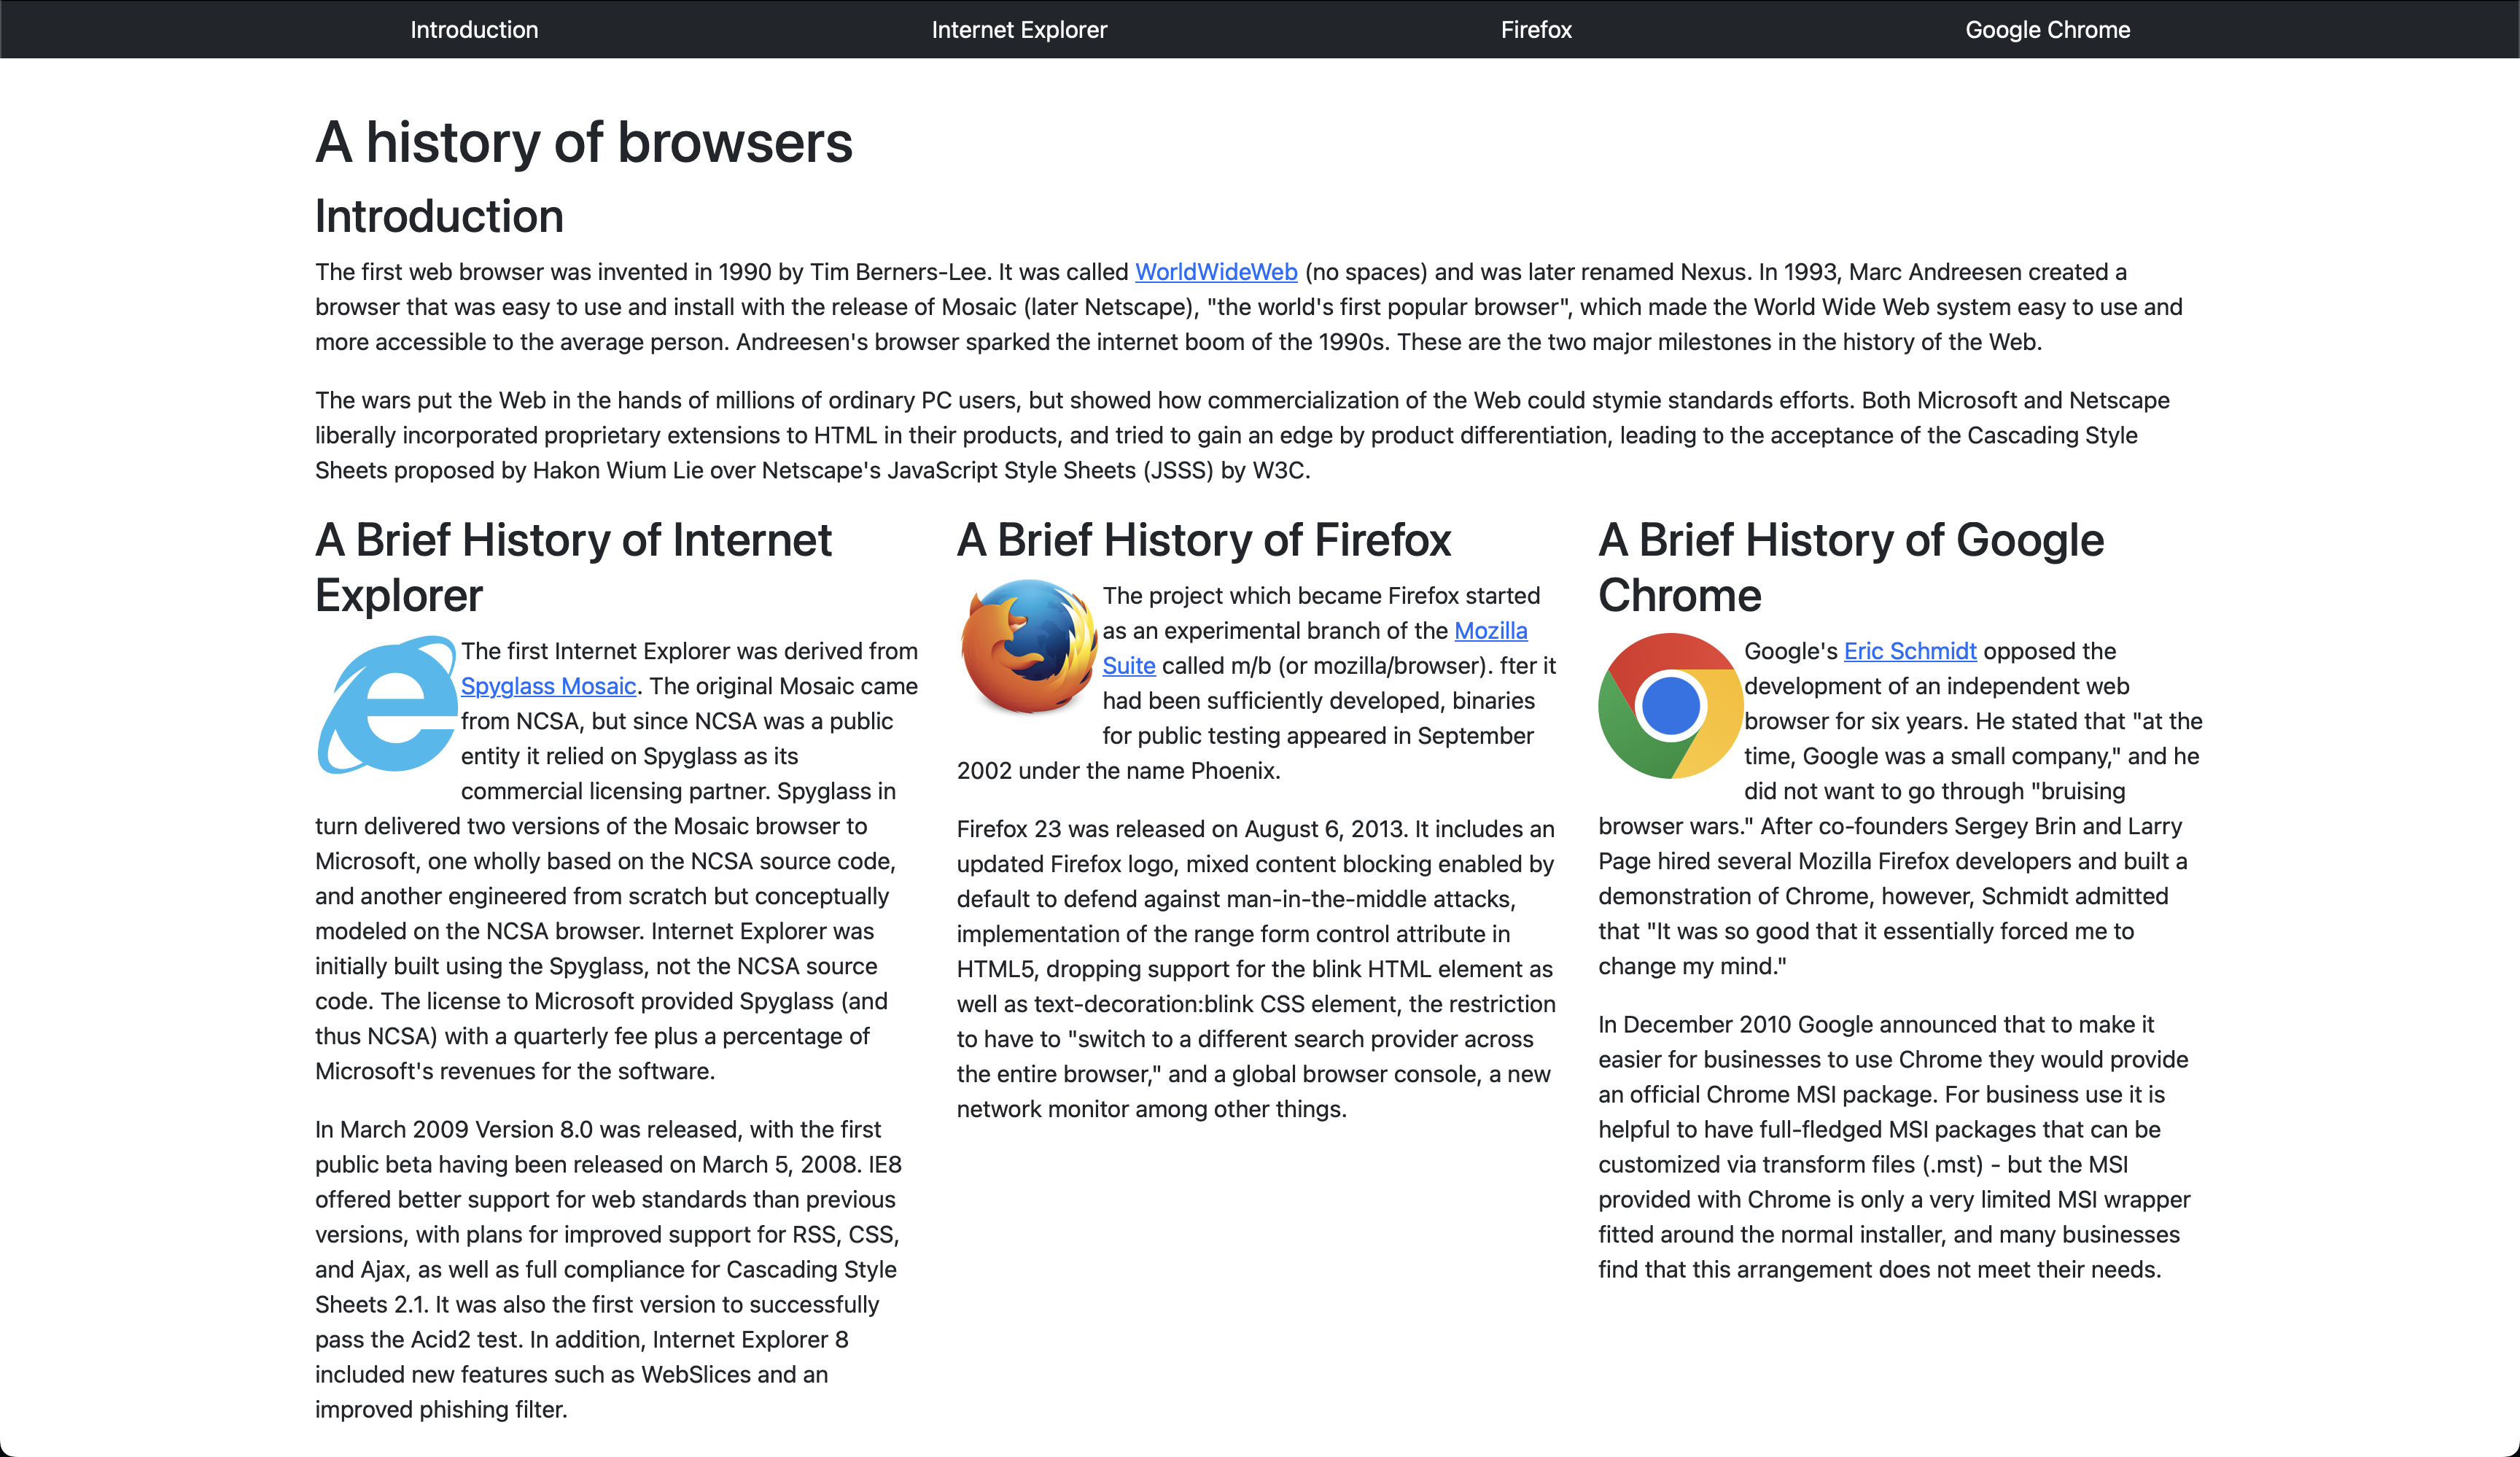 Introduction
Internet Explorer
Firefox
Google Chrome
A history of browsers
Introduction
The first web browser was invented in 1990 by Tim Berners-Lee. It was called WorldWideWeb (no spaces) and was later renamed Nexus. In 1993, Marc Andreesen created a
browser that was easy to use and install with the release of Mosaic (later Netscape), "the world's first popular browser", which made the World Wide Web system easy to use and
more accessible to the average person. Andreesen's browser sparked the internet boom of the 1990s. These are the two major milestones in the history of the Web.
The wars put the Web in the hands of millions of ordinary PC users, but showed how commercialization of the Web could stymie standards efforts. Both Microsoft and Netscape
liberally incorporated proprietary extensions to HTML in their products, and tried to gain an edge by product differentiation, leading to the acceptance of the Cascading Style
Sheets proposed by Hakon Wium Lie over Netscape's JavaScript Style Sheets (JSSS) by W3C.
A Brief History of Internet
Explorer
The first Internet Explorer was derived from
Spyglass Mosaic. The original Mosaic came
from NCSA, but since NCSA was a public
entity it relied on Spyglass as its
commercial licensing partner. Spyglass in
turn delivered two versions of the Mosaic browser to
Microsoft, one wholly based on the NCSA source code,
and another engineered from scratch but conceptually
modeled on the NCSA browser. Internet Explorer was
initially built using the Spyglass, not the NCSA source
code. The license to Microsoft provided Spyglass (and
thus NCSA) with a quarterly fee plus a percentage of
Microsoft's revenues for the software.
In March 2009 Version 8.0 was released, with the first
public beta having been released on March 5, 2008. IE8
offered better support for web standards than previous
versions, with plans for improved support for RSS, CSS,
and Ajax, as well as full compliance for Cascading Style
Sheets 2.1. It was also the first version to successfully
pass the Acid2 test. In addition, Internet Explorer 8
included new features such as WebSlices and an
improved phishing filter.
A Brief History of Firefox
The project which became Firefox started
as an experimental branch of the Mozilla
Suite called m/b (or mozilla/browser). fter it
had been sufficiently developed, binaries
for public testing appeared in September
2002 under the name Phoenix.
Firefox 23 was released on August 6, 2013. It includes an
updated Firefox logo, mixed content blocking enabled by
default to defend against man-in-the-middle attacks,
implementation of the range form control attribute in
HTML5, dropping support for the blink HTML element as
well as text-decoration:blink CSS element, the restriction
to have to "switch to a different search provider across
the entire browser," and a global browser console, a new
network monitor among other things.
A Brief History of Google
Chrome
Google's Eric Schmidt opposed the
development of an independent web
browser for six years. He stated that "at the
time, Google was a small company," and he
did not want to go through "bruising
browser wars." After co-founders Sergey Brin and Larry
Page hired several Mozilla Firefox developers and built a
demonstration of Chrome, however, Schmidt admitted
that "It was so good that it essentially forced me to
change my mind."
In December 2010 Google announced that to make it
easier for businesses to use Chrome they would provide
an official Chrome MSI package. For business use it is
helpful to have full-fledged MSI packages that can be
customized via transform files (.mst) - but the MSI
provided with Chrome is only a very limited MSI wrapper
fitted around the normal installer, and many businesses
find that this arrangement does not meet their needs.